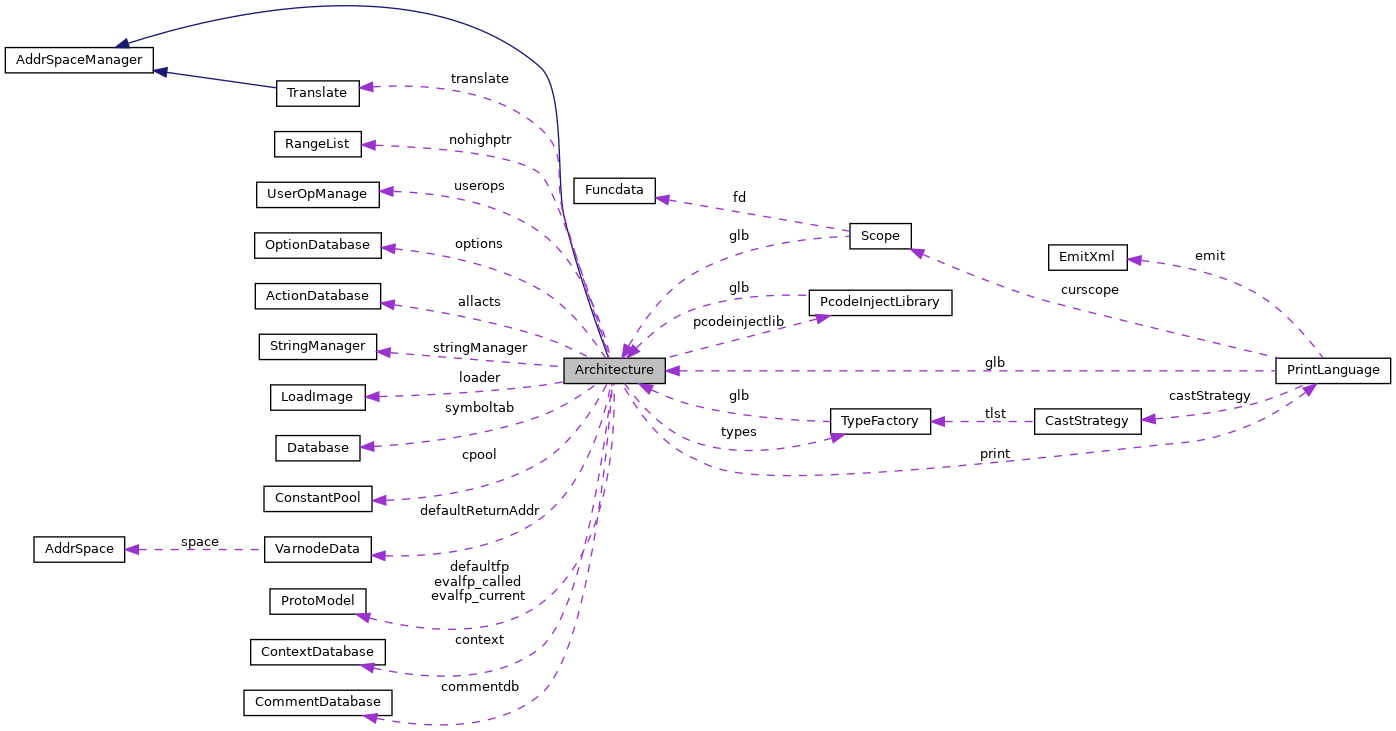 AddrSpaceManager
translate
Translate
nohighptr
RangeList
userops
Funcdata
UserOpManage
fd
glb
Scope
options
OptionDatabase
emit
EmitXml
curscope
allacts
ActionDatabase
glb
PcodeInjectLibrary
pcodeinjectlib
stringManager
StringManager
glb
Architecture
PrintLanguage
loader
LoadImage
glb
castStrategy
symboltab
tlst
TypeFactory
CastStrategy
types
Database
cpool
print
ConstantPool
defaultReturnAddr
AddrSpace
space
VarnodeData
defaultfp
evalfp_called
evalfp_current
ProtoModel
context
ContextDatabase
commentdb
CommentDatabase